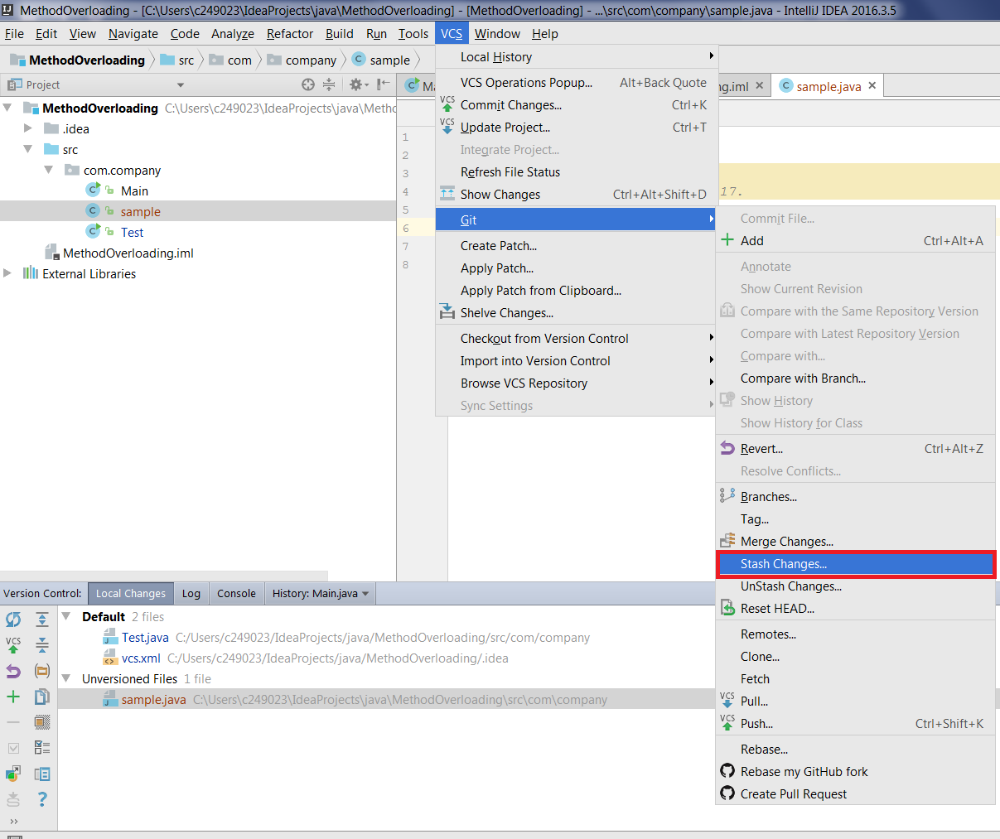 MethodOverloading - [C:\Users\c249023\IdeaProjects\java\MethodOverloading] - [MethodOverloading] - ...\src\com\company\sample.java - IntelliJ IDEA 2016.3.5
File Edit View Navigate Code Analyze Refactor Build Run Tools VCS Window Help
MethodOverloading src com company sample
Project
Ma
ng.iml
sample.java
MethodOverloading C:\Users\c249023\IdeaProjects\java\Metho
.idea
src
com.company
Main
sample
Test
MethodOverloading.iml
External Libraries
1
2
3
4
5
6
7
8
17.
Local History
VCS Operations Popup... Alt+Back Quote
VCS Commit Changes... Ctrl+K
VCS Update Project... Ctrl+T
Integrate Project...
Refresh File Status
Show Changes Ctrl+Alt+Shift+D
Git
Create Patch...
Apply Patch...
Apply Patch from Clipboard...
Shelve Changes...
Checkout from Version Control
Import into Version Control
Browse VCS Repository
Sync Settings
Commit File...
Add Ctrl+Alt+A
Annotate
Show Current Revision
Compare with the Same Repository Version
Compare with Latest Repository Version
Compare with...
Compare with Branch...
Show History
Show History for Class
Revert... Ctrl+Alt+Z
Resolve Conflicts...
Branches...
Tag...
Merge Changes...
Stash Changes...
UnStash Changes...
Reset HEAD...
Remotes...
Clone...
Fetch
VCS Pull...
VCS Push... Ctrl+Shift+K
Rebase...
Rebase my GitHub fork
Create Pull Request
Version Control: Local Changes Log Console History: Main.java
VCS
Default 2 files
Test.java C:/Users/c249023/IdeaProjects/java/MethodOverloading/src/com/company
vcs.xml C:/Users/c249023/IdeaProjects/java/MethodOverloading/.idea
Unversioned Files 1 file
sample.java C:\Users\c249023\IdeaProjects\java\MethodOverloading\src\com\company